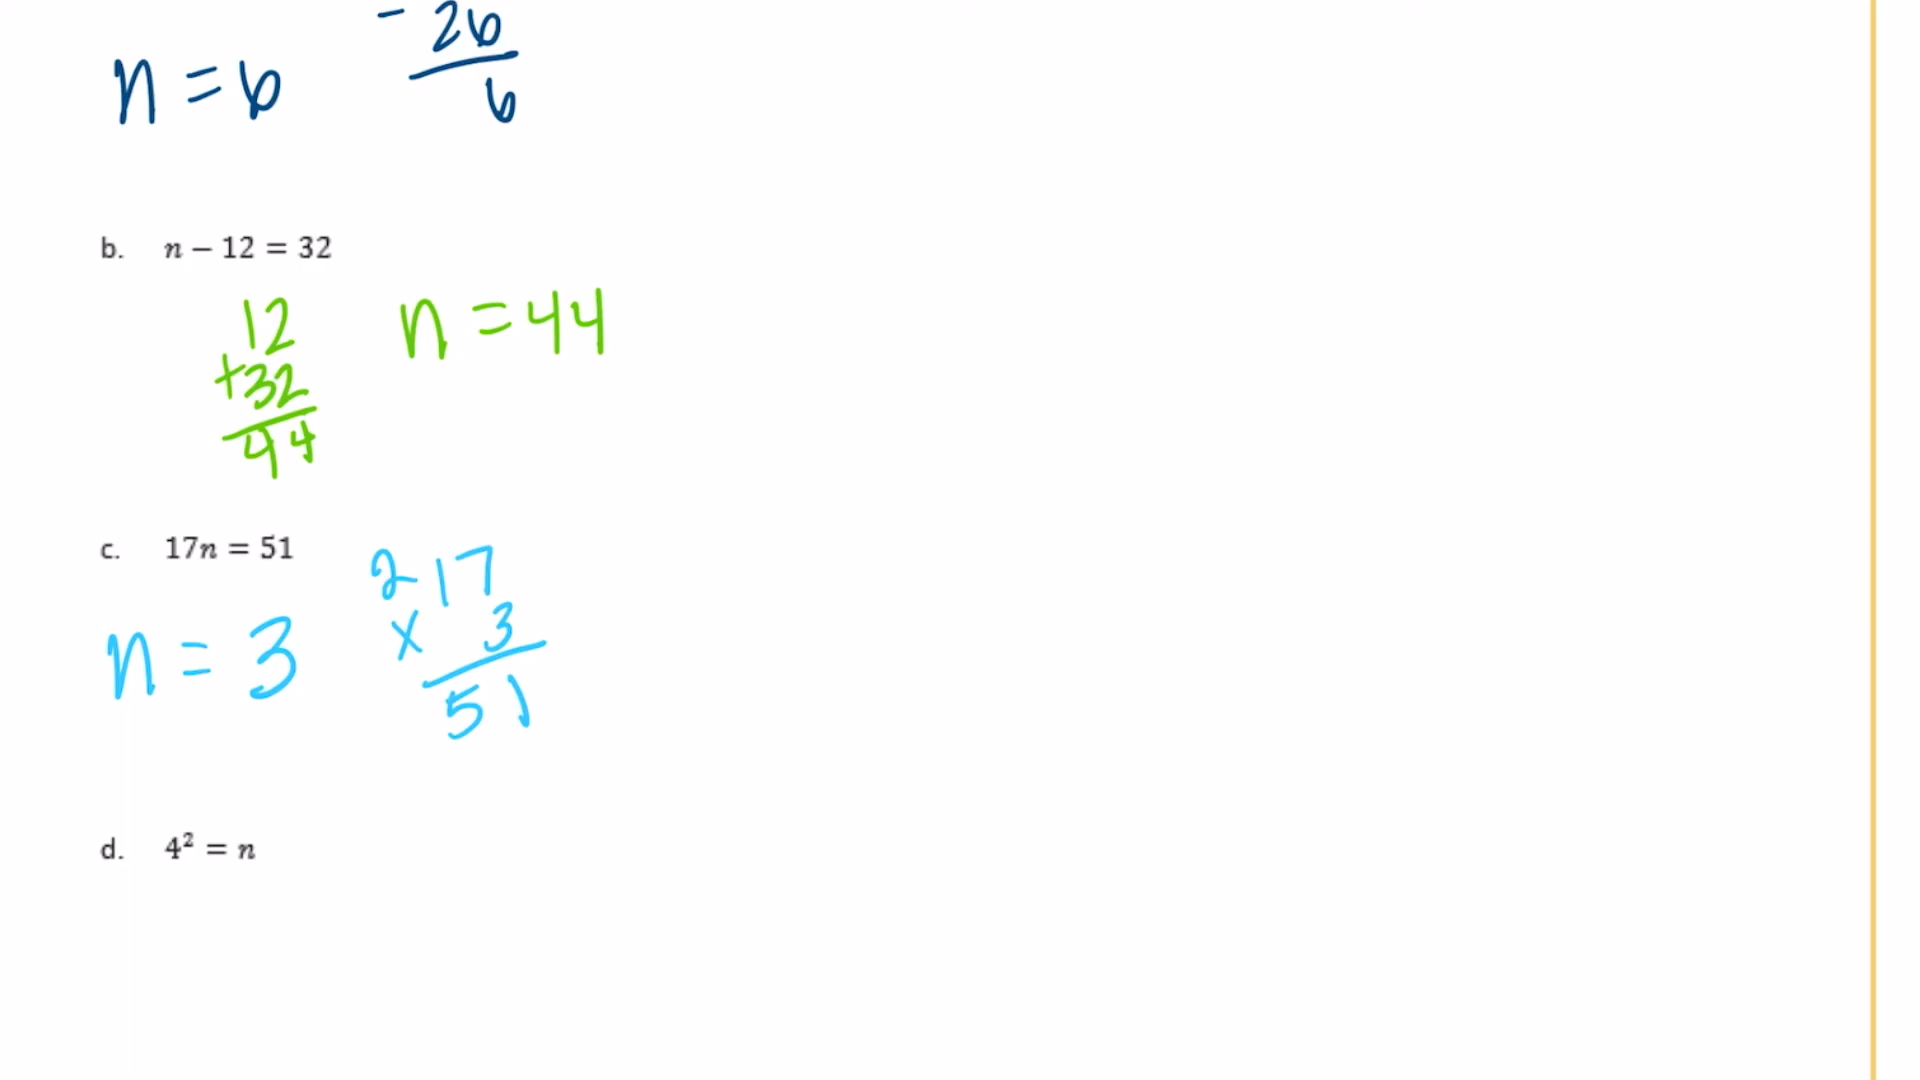 - 26
n = 6
6
b. n − 12 = 32
12
n = 44
+32
44
c. 17n = 51
2 17
x 3
n = 3
51
d. 4² = n